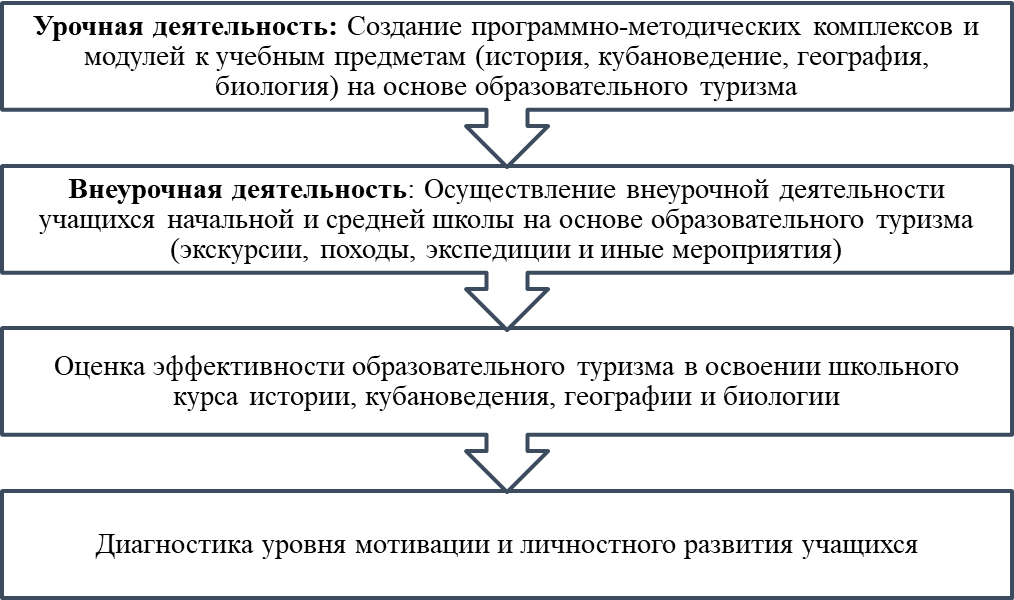 Урочная деятельность: Создание программно-методических комплексов и
модулей к учебным предметам (история, кубановедение, география,
биология) на основе образовательного туризма
Внеурочная деятельность: Осуществление внеурочной деятельности
учащихся начальной и средней школы на основе образовательного туризма
(экскурсии, походы, экспедиции и иные мероприятия)
Оценка эффективности образовательного туризма в освоении школьного
курса истории, кубановедения, географии и биологии
Диагностика уровня мотивации и личностного развития учащихся